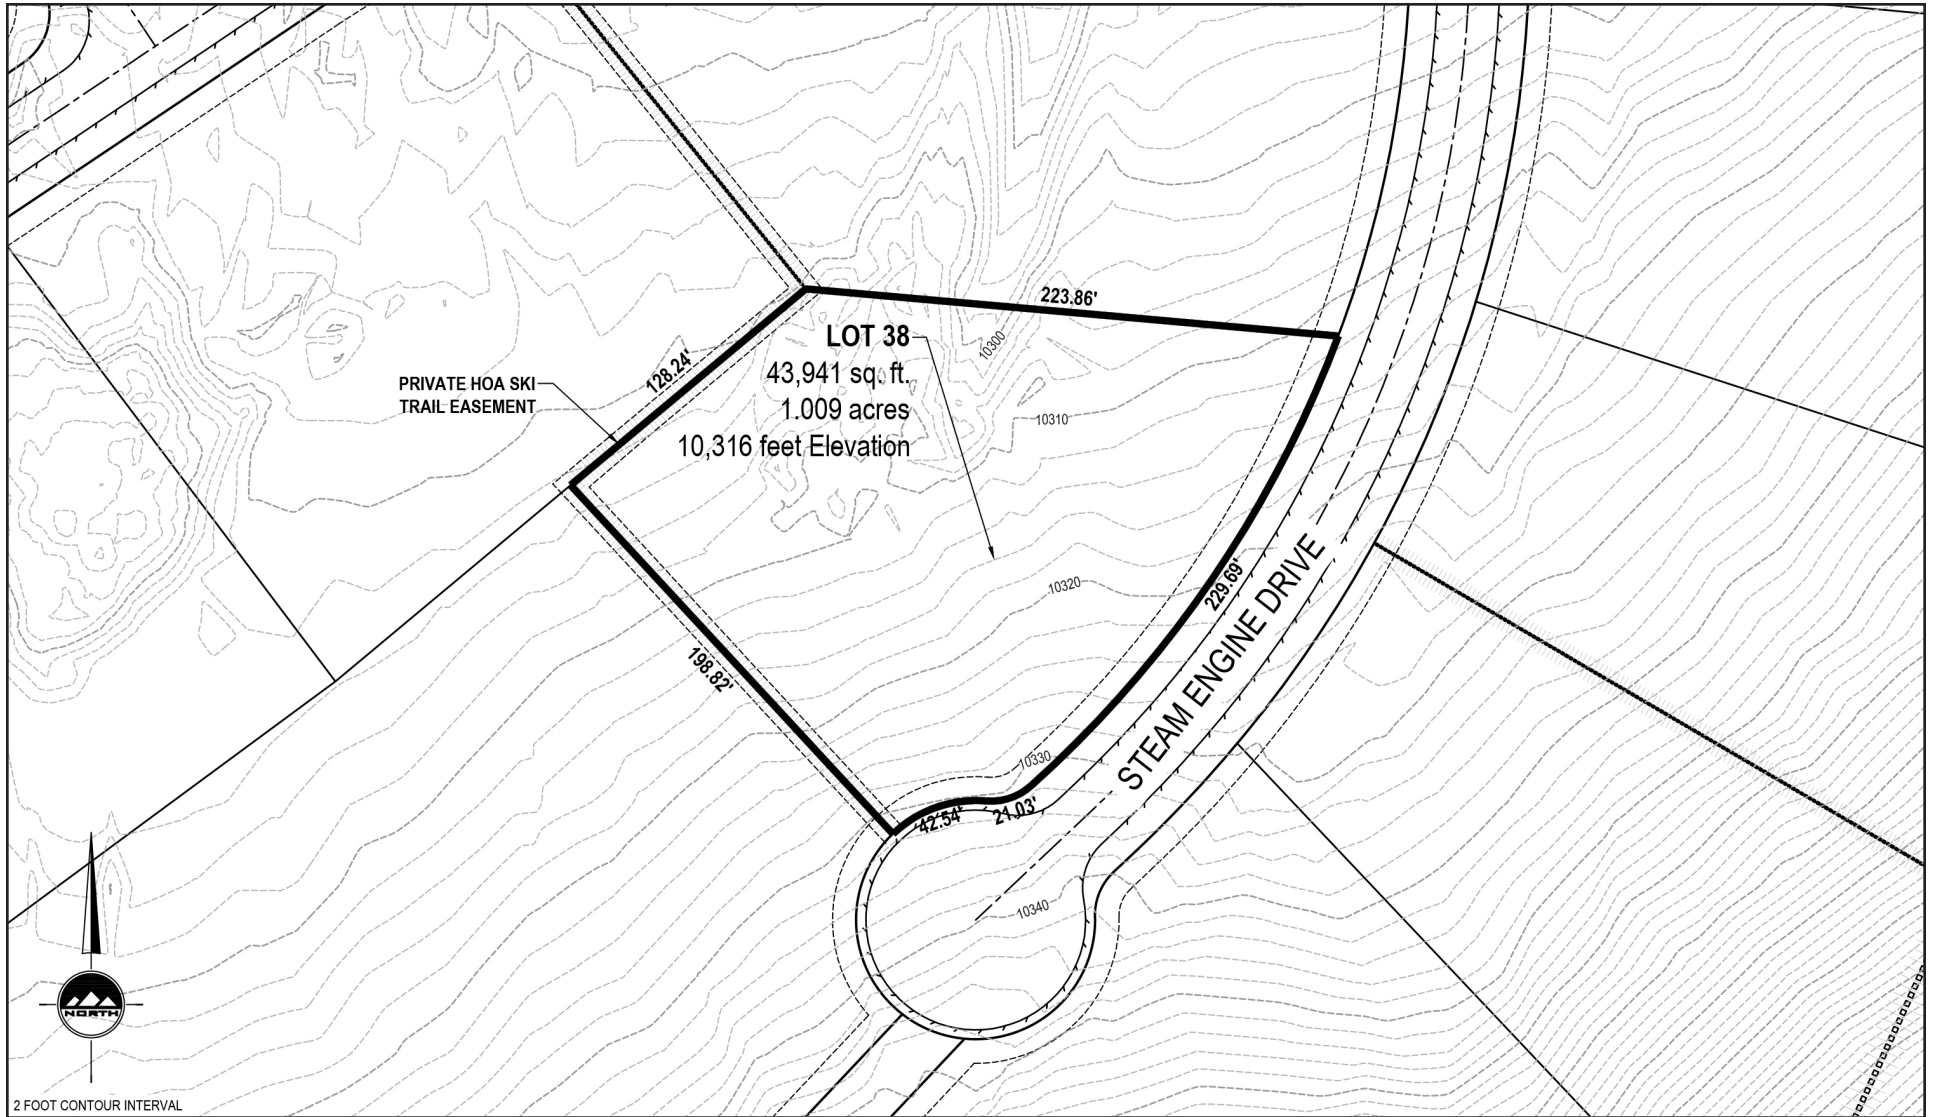 223.86'
LOT 38
43,941 sq. ft.
1.009 acres
10,316 feet Elevation
10300
128.24'
PRIVATE HOA SKI
TRAIL EASEMENT
10310
10320
229.69'
STEAM ENGINE DRIVE
198.82'
10330
42.54'
21.03'
10340
NORTH
2 FOOT CONTOUR INTERVAL